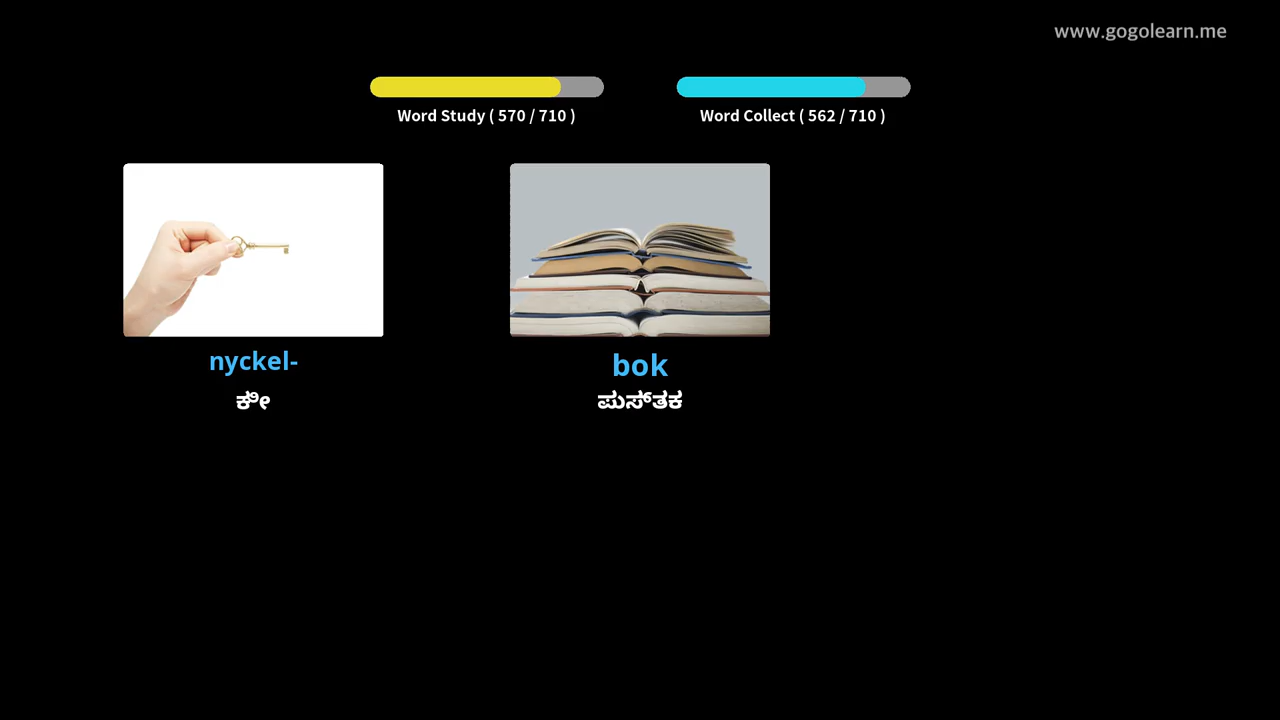 www.gogolearn.me
Word Study ( 570 / 710 )
Word Collect ( 562 / 710 )
nyckel-
ಕೀ
bok
ಪುಸ್ತಕ